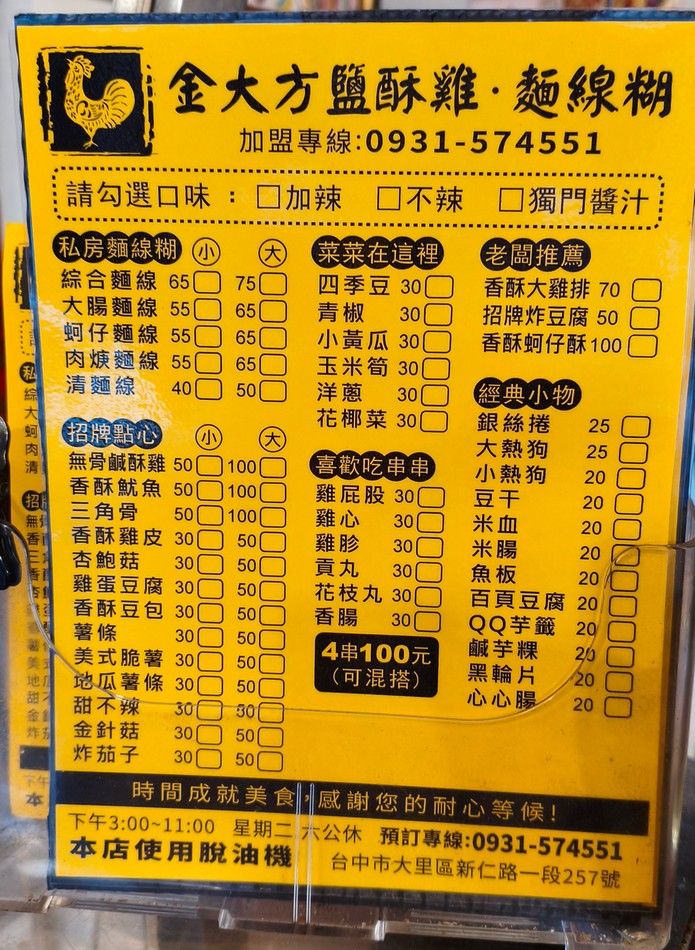 金大方鹽酥雞·麵線糊
加盟專線:0931-574551
請勾選口味 : □加辣 □不辣 □獨門醬汁
私房麵線糊 小 大
綜合麵線 65 75
大腸麵線 55 65
蚵仔麵線 55 65
肉焿麵線 55 65
清麵線 40 50
招牌點心 小 大
無骨鹹酥雞 50 100
香酥魷魚 50 100
三角骨 50 100
香酥雞皮 30 50
杏鮑菇 30 50
雞蛋豆腐 30 50
香酥豆包 30 50
薯條 30 50
美式脆薯 30 50
地瓜薯條 30 50
甜不辣 30 50
金針菇 30 50
炸茄子 30 50
菜菜在這裡
四季豆 30
青椒 30
小黃瓜 30
玉米筍 30
洋蔥 30
花椰菜 30
喜歡吃串串
雞屁股 30
雞心 30
雞胗 30
貢丸 30
花枝丸 30
香腸 30
4串100元
(可混搭)
老闆推薦
香酥大雞排 70
招牌炸豆腐 50
香酥蚵仔酥 100
經典小物
銀絲捲 25
大熱狗 25
小熱狗 20
豆干 20
米血 20
米腸 20
魚板 20
百頁豆腐 20
QQ芋籤 20
鹹芋粿 20
黑輪片 20
心心腸 20
時間成就美食,感謝您的耐心等候!
下午3:00~11:00 星期二.六公休 預訂專線:0931-574551
本店使用脫油機 台中市大里區新仁路一段257號